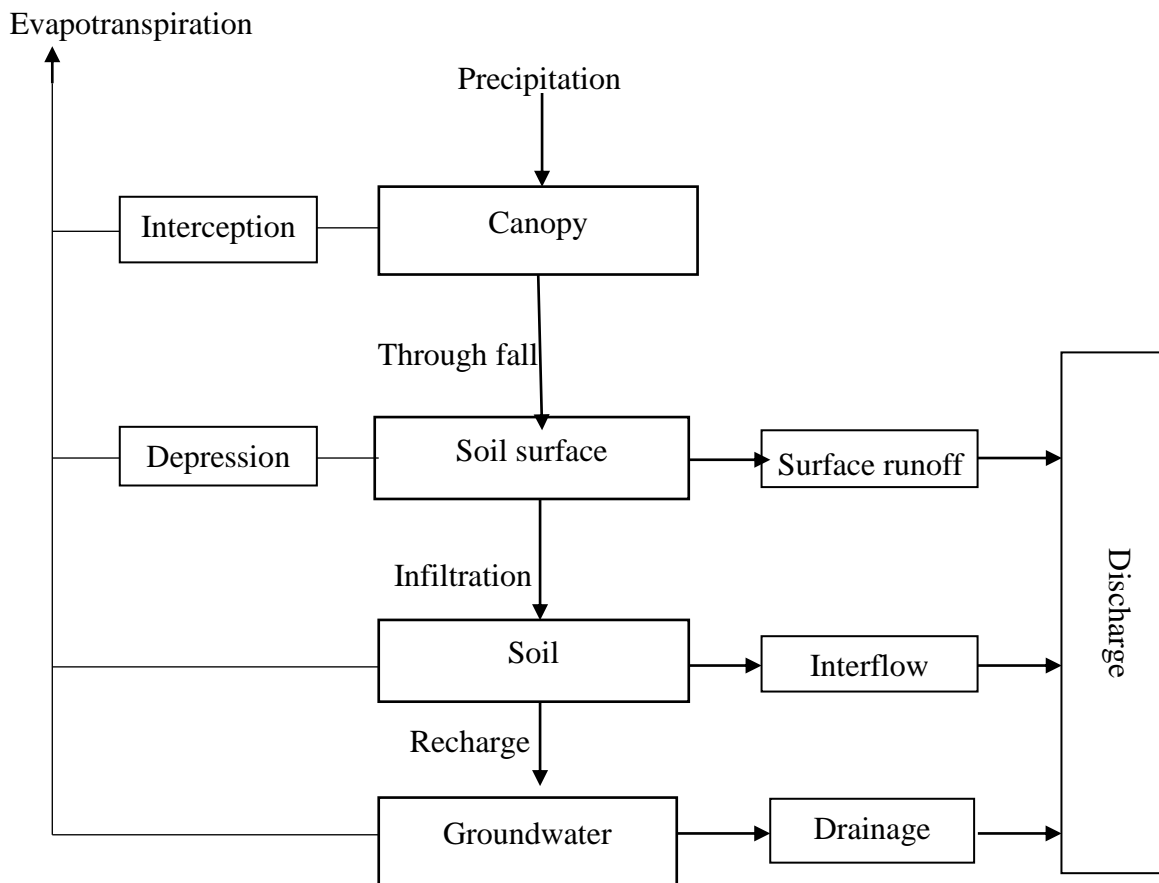 Evapotranspiration
Precipitation
Interception
Canopy
Through fall
Depression
Soil surface
Surface runoff
Infiltration
Discharge
Soil
Interflow
Recharge
Groundwater
Drainage